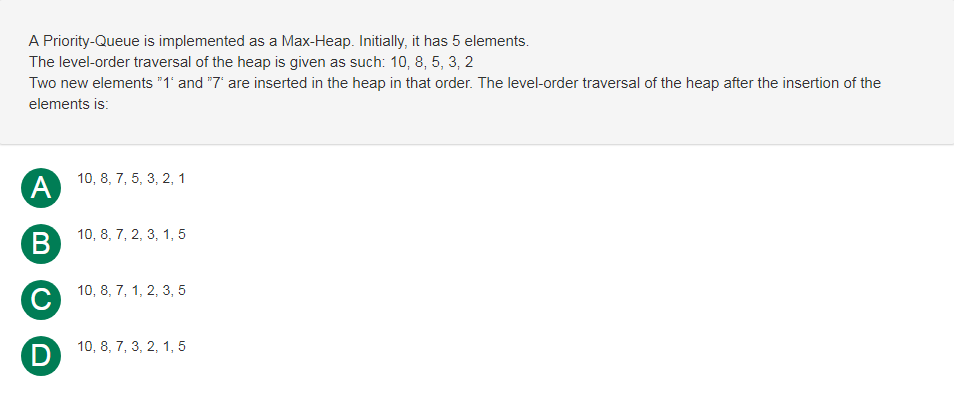 A Priority-Queue is implemented as a Max-Heap. Initially, it has 5 elements.
The level-order traversal of the heap is given as such: 10, 8, 5, 3, 2
Two new elements ”1‘ and ”7‘ are inserted in the heap in that order. The level-order traversal of the heap after the insertion of the
elements is:
A 10, 8, 7, 5, 3, 2, 1
B 10, 8, 7, 2, 3, 1, 5
C 10, 8, 7, 1, 2, 3, 5
D 10, 8, 7, 3, 2, 1, 5